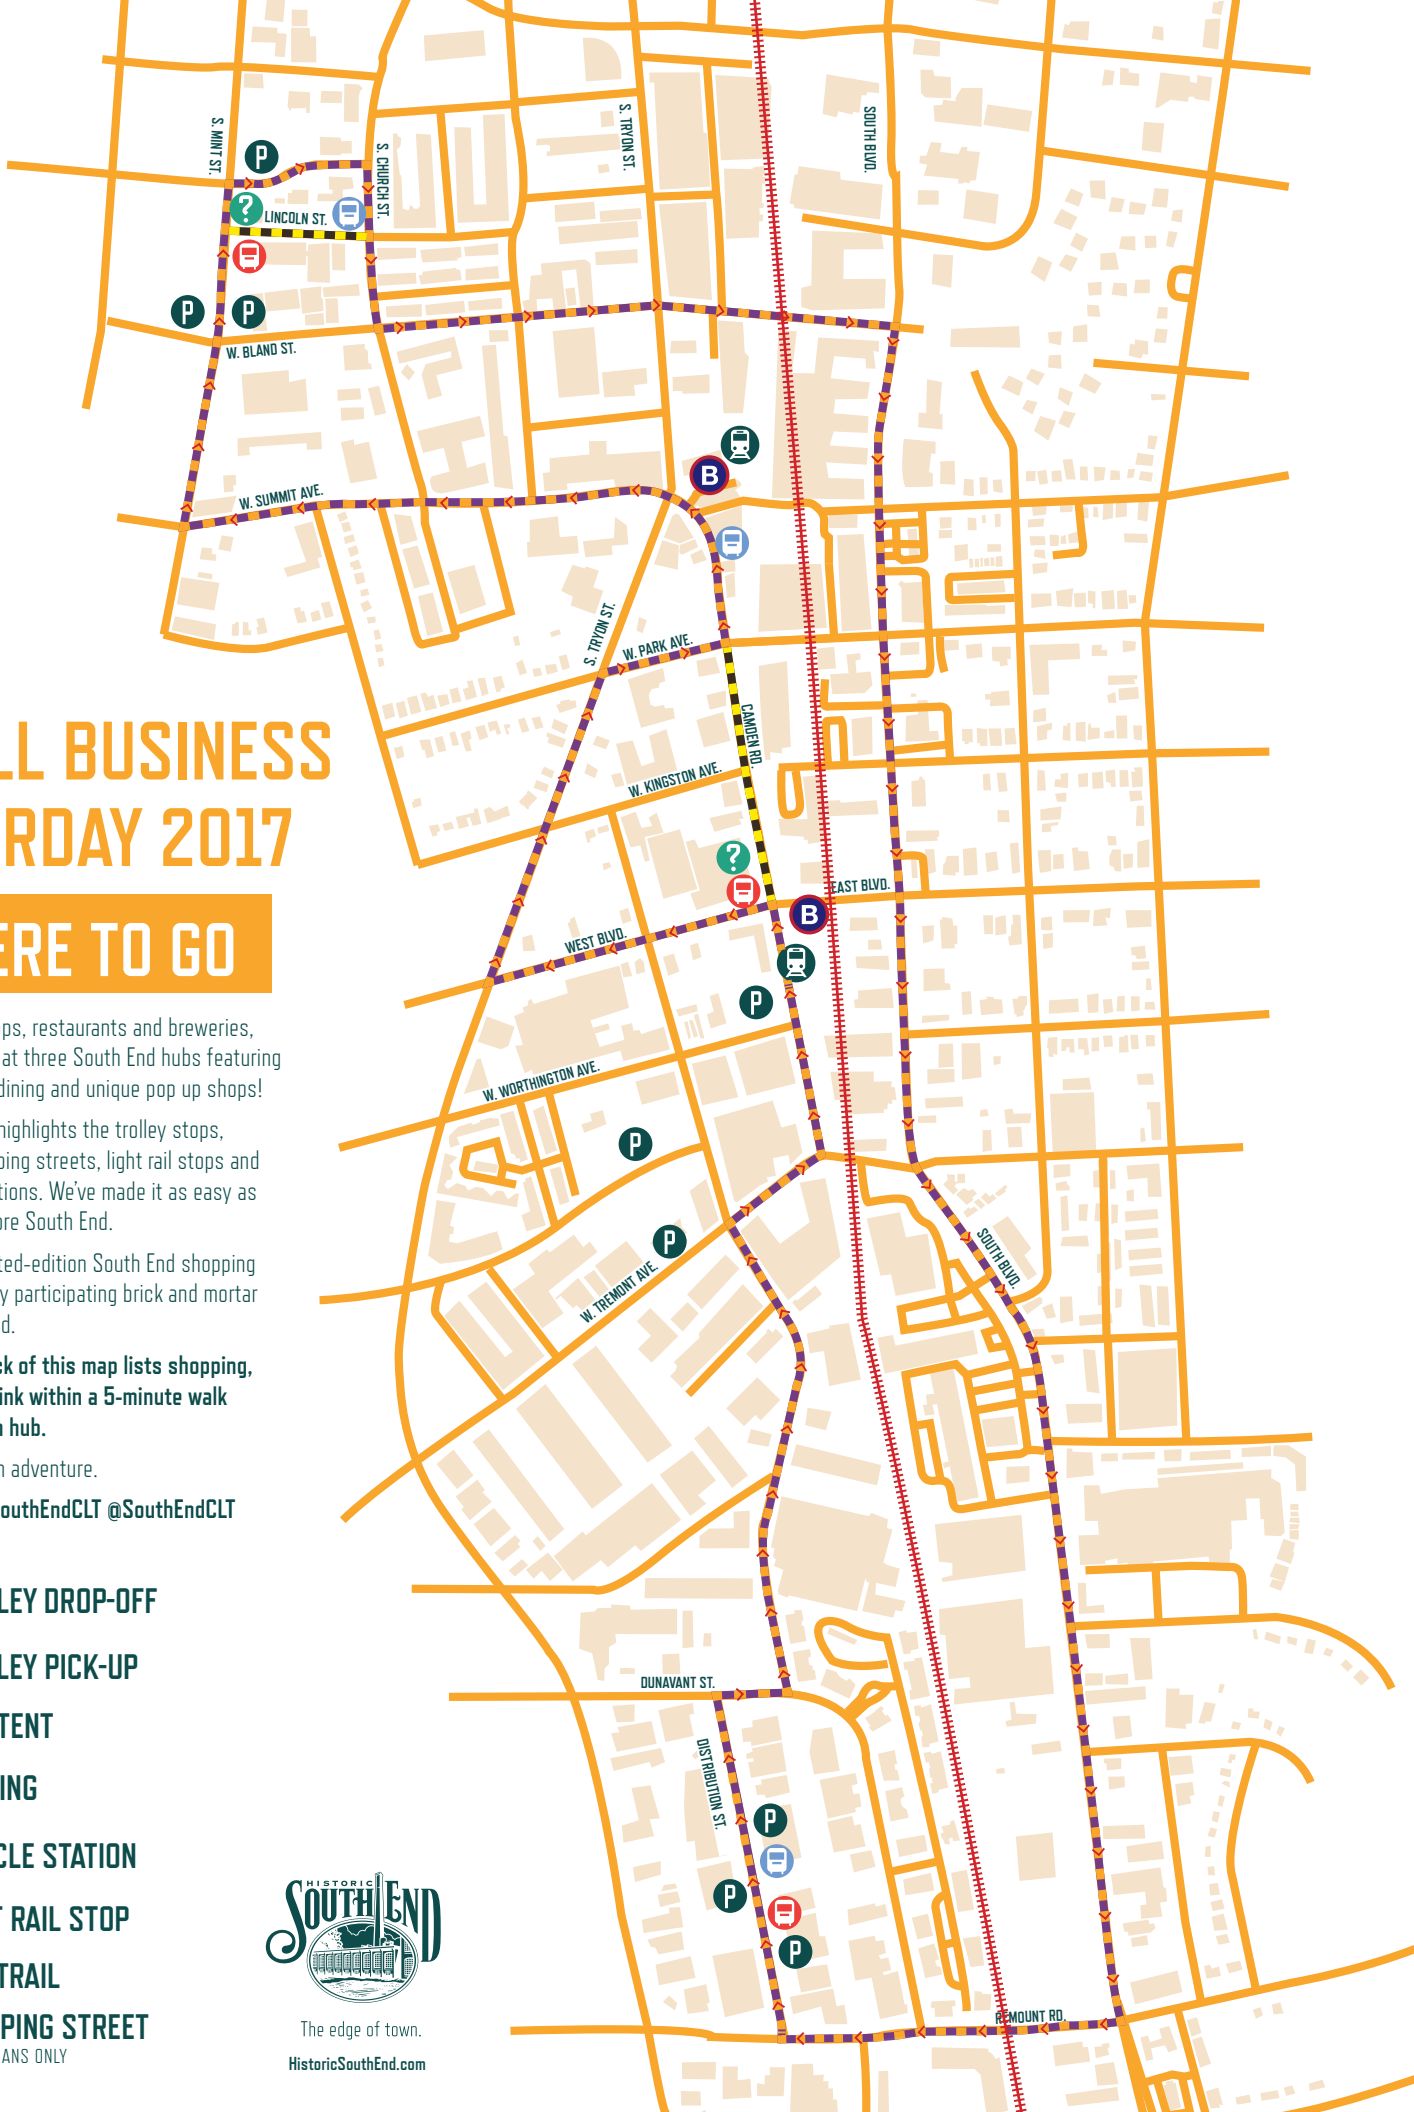 S. MINT ST.
P
S. CHURCH ST.
S. TRYON ST.
SOUTH BLVD.
?
LINCOLN ST.
P
P
W. BLAND ST.
B
W. SUMMIT AVE.
S. TRYON ST.
W. PARK AVE.
CAMDEN RD.
W. KINGSTON AVE.
?
EAST BLVD.
B
WEST BLVD.
P
W. WORTHINGTON AVE.
P
P
W. TREMONT AVE.
SOUTH BLVD.
DUNAVANT ST.
DISTRIBUTION ST.
P
P
P
REMOUNT RD.
LL BUSINESS
RDAY 2017
ERE TO GO
ps, restaurants and breweries,
at three South End hubs featuring
dining and unique pop up shops!
highlights the trolley stops,
ping streets, light rail stops and
tions. We've made it as easy as
ore South End.
ted-edition South End shopping
y participating brick and mortar
d.
ck of this map lists shopping,
ink within a 5-minute walk
n hub.
n adventure.
outhEndCLT @SouthEndCLT
LEY DROP-OFF
LEY PICK-UP
TENT
ING
CLE STATION
T RAIL STOP
TRAIL
PING STREET
ANS ONLY
HISTORIC
SOUTH END
The edge of town.
HistoricSouthEnd.com